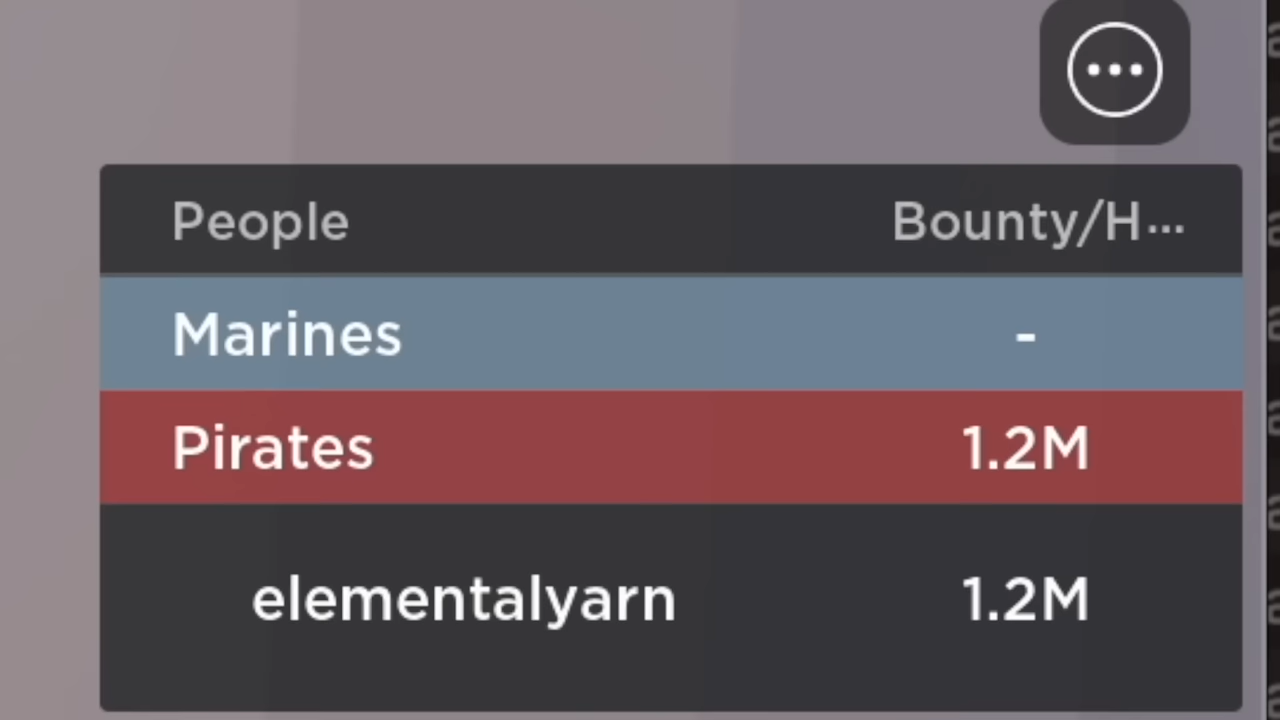 People Bounty/H...
Marines -
Pirates 1.2M
elementalyarn 1.2M